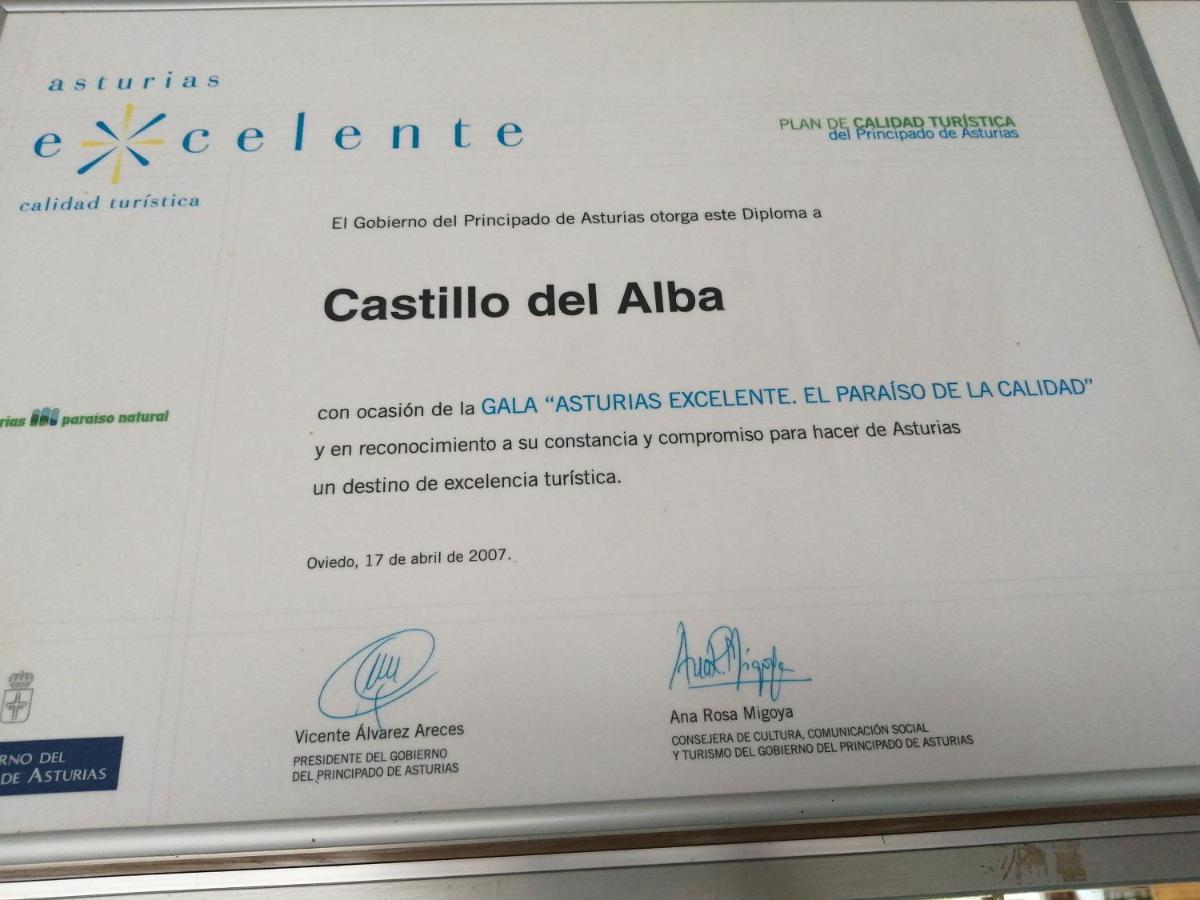 asturias
excelente
calidad turística
PLAN DE CALIDAD TURÍSTICA
del Principado de Asturias
El Gobierno del Principado de Asturias otorga este Diploma a
Castillo del Alba
con ocasión de la GALA “ASTURIAS EXCELENTE. EL PARAÍSO DE LA CALIDAD”
y en reconocimiento a su constancia y compromiso para hacer de Asturias
un destino de excelencia turística.
rias paraíso natural
Oviedo, 17 de abril de 2007.
Ana R. Migoya
Vicente Álvarez Areces
PRESIDENTE DEL GOBIERNO
DEL PRINCIPADO DE ASTURIAS
Ana Rosa Migoya
CONSEJERA DE CULTURA, COMUNICACIÓN SOCIAL
Y TURISMO DEL GOBIERNO DEL PRINCIPADO DE ASTURIAS
RNO DEL
DE ASTURIAS